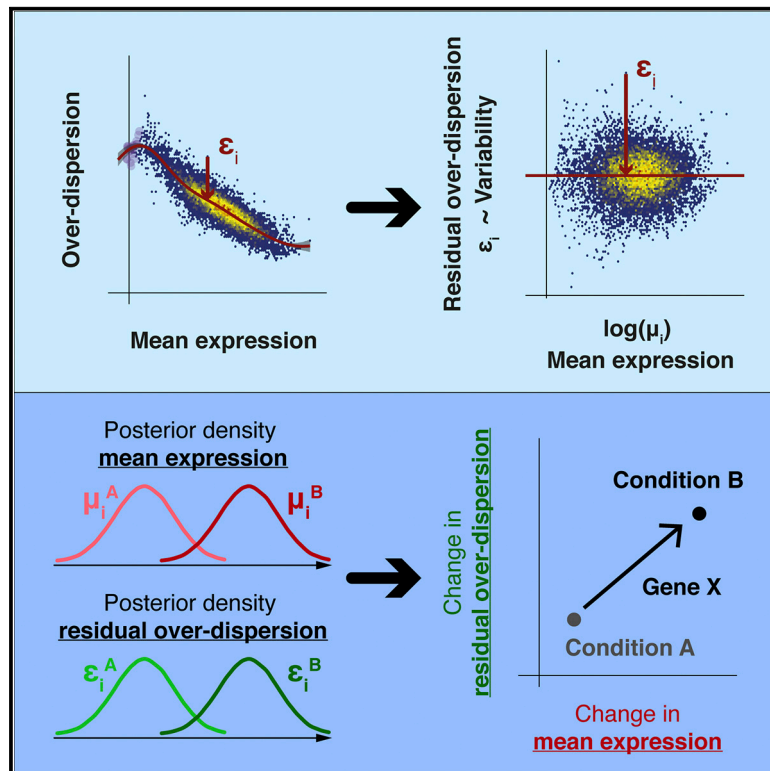 Over-dispersion
εi
Mean expression
Residual over-dispersion
εi ~ Variability
εi
log(μi)
Mean expression
Posterior density
mean expression
μiA
μiB
Posterior density
residual over-dispersion
εiA
εiB
Change in
residual over-dispersion
Condition B
Gene X
Condition A
Change in
mean expression